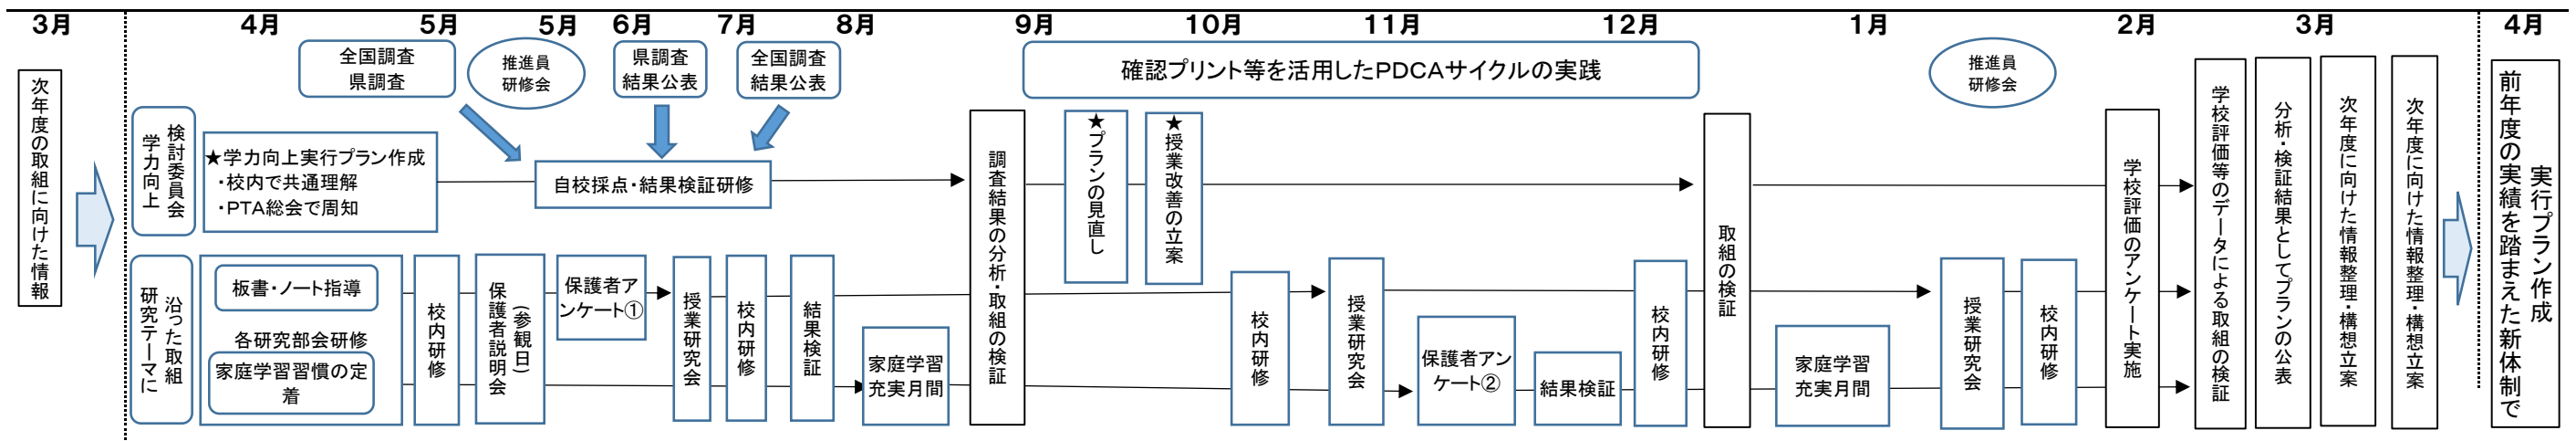 3月
4月
5月
5月
6月
7月
8月
9月
10月
11月
12月
1月
2月
3月
4月
次年度の取組に向けた情報
全国調査
県調査
推進員
研修会
県調査
結果公表
全国調査
結果公表
確認プリント等を活用したPDCAサイクルの実践
推進員
研修会
学力向上
検討委員会
★学力向上実行プラン作成
・校内で共通理解
・PTA総会で周知
自校採点・結果検証研修
調査結果の分析・取組の検証
★プランの見直し
★授業改善の立案
取組の検証
学校評価のアンケート実施
学校評価等のデータによる取組の検証
分析・検証結果としてプランの公表
次年度に向けた情報整理・構想立案
次年度に向けた情報整理・構想立案
前年度の実績を踏まえた新体制で
実行プラン作成
研究テーマに
沿った取組
板書・ノート指導
各研究部会研修
家庭学習習慣の定
着
校内研修
保護者説明会
(参観日)
保護者ア
ンケート①
授業研究会
校内研修
結果検証
家庭学習
充実月間
校内研修
授業研究会
保護者アン
ケート②
結果検証
校内研修
家庭学習
充実月間
授業研究会
校内研修